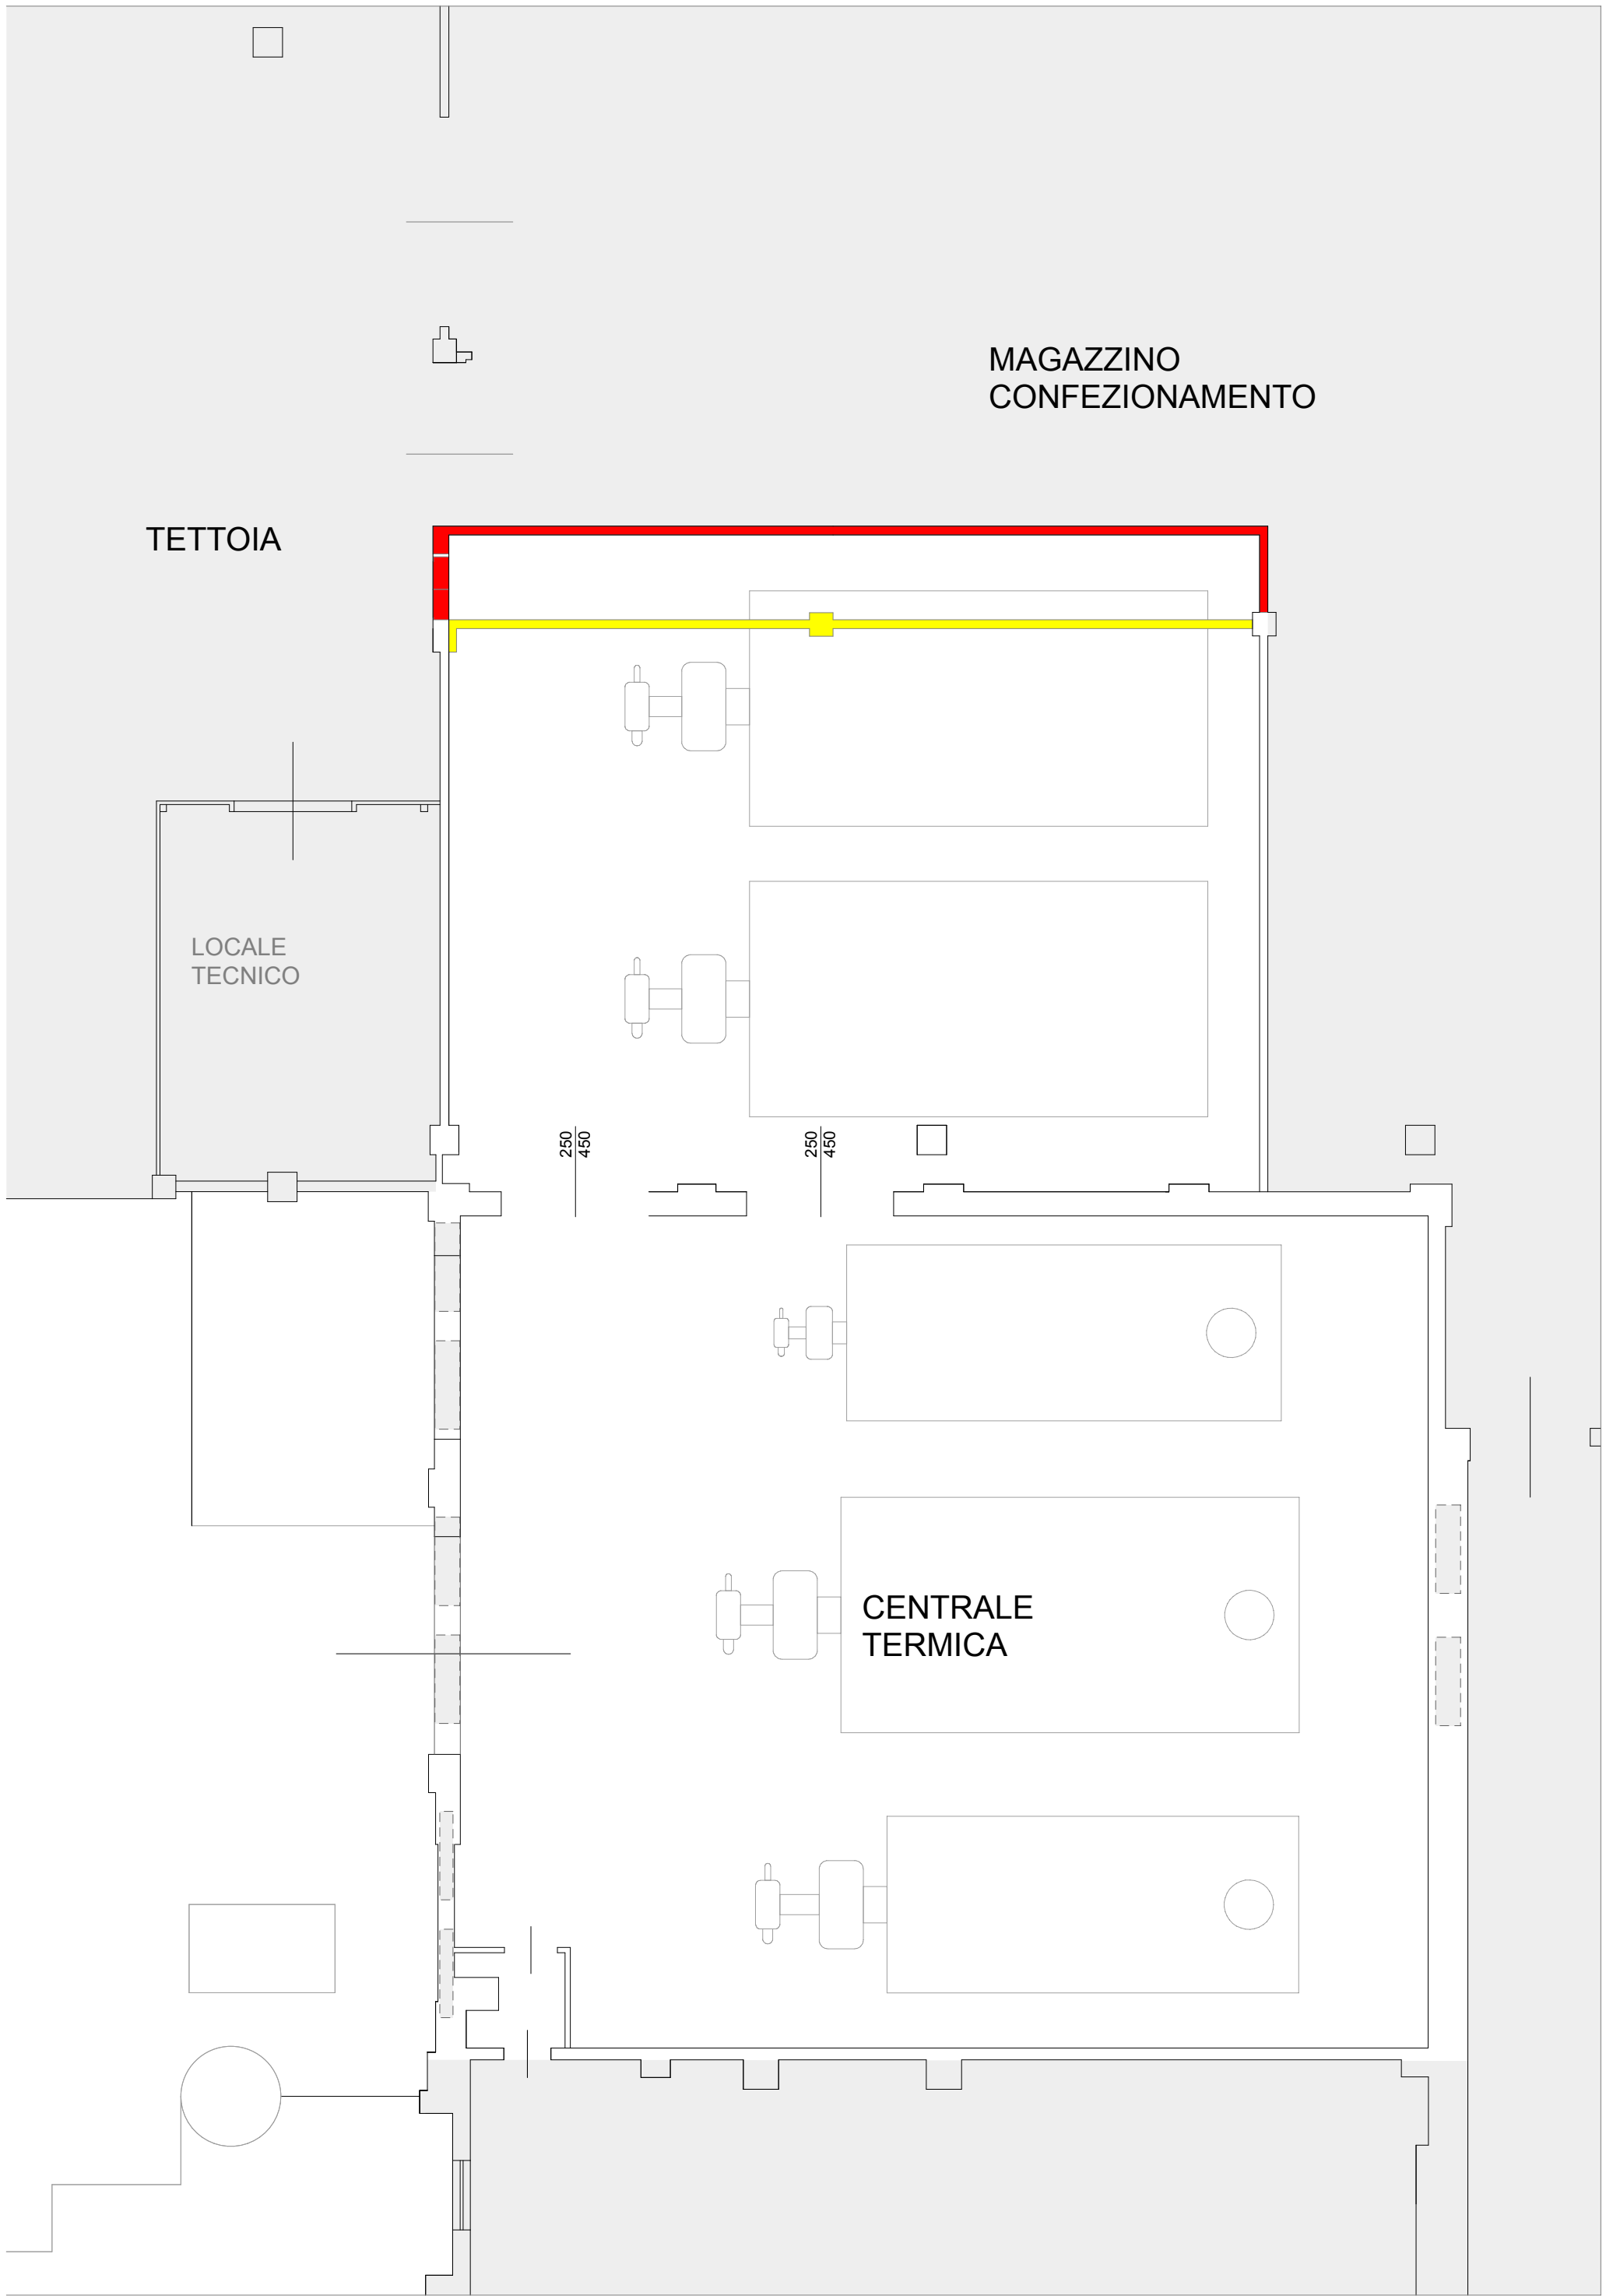 MAGAZZINO
CONFEZIONAMENTO
TETTOIA
LOCALE
TECNICO
250
450
250
450
CENTRALE
TERMICA